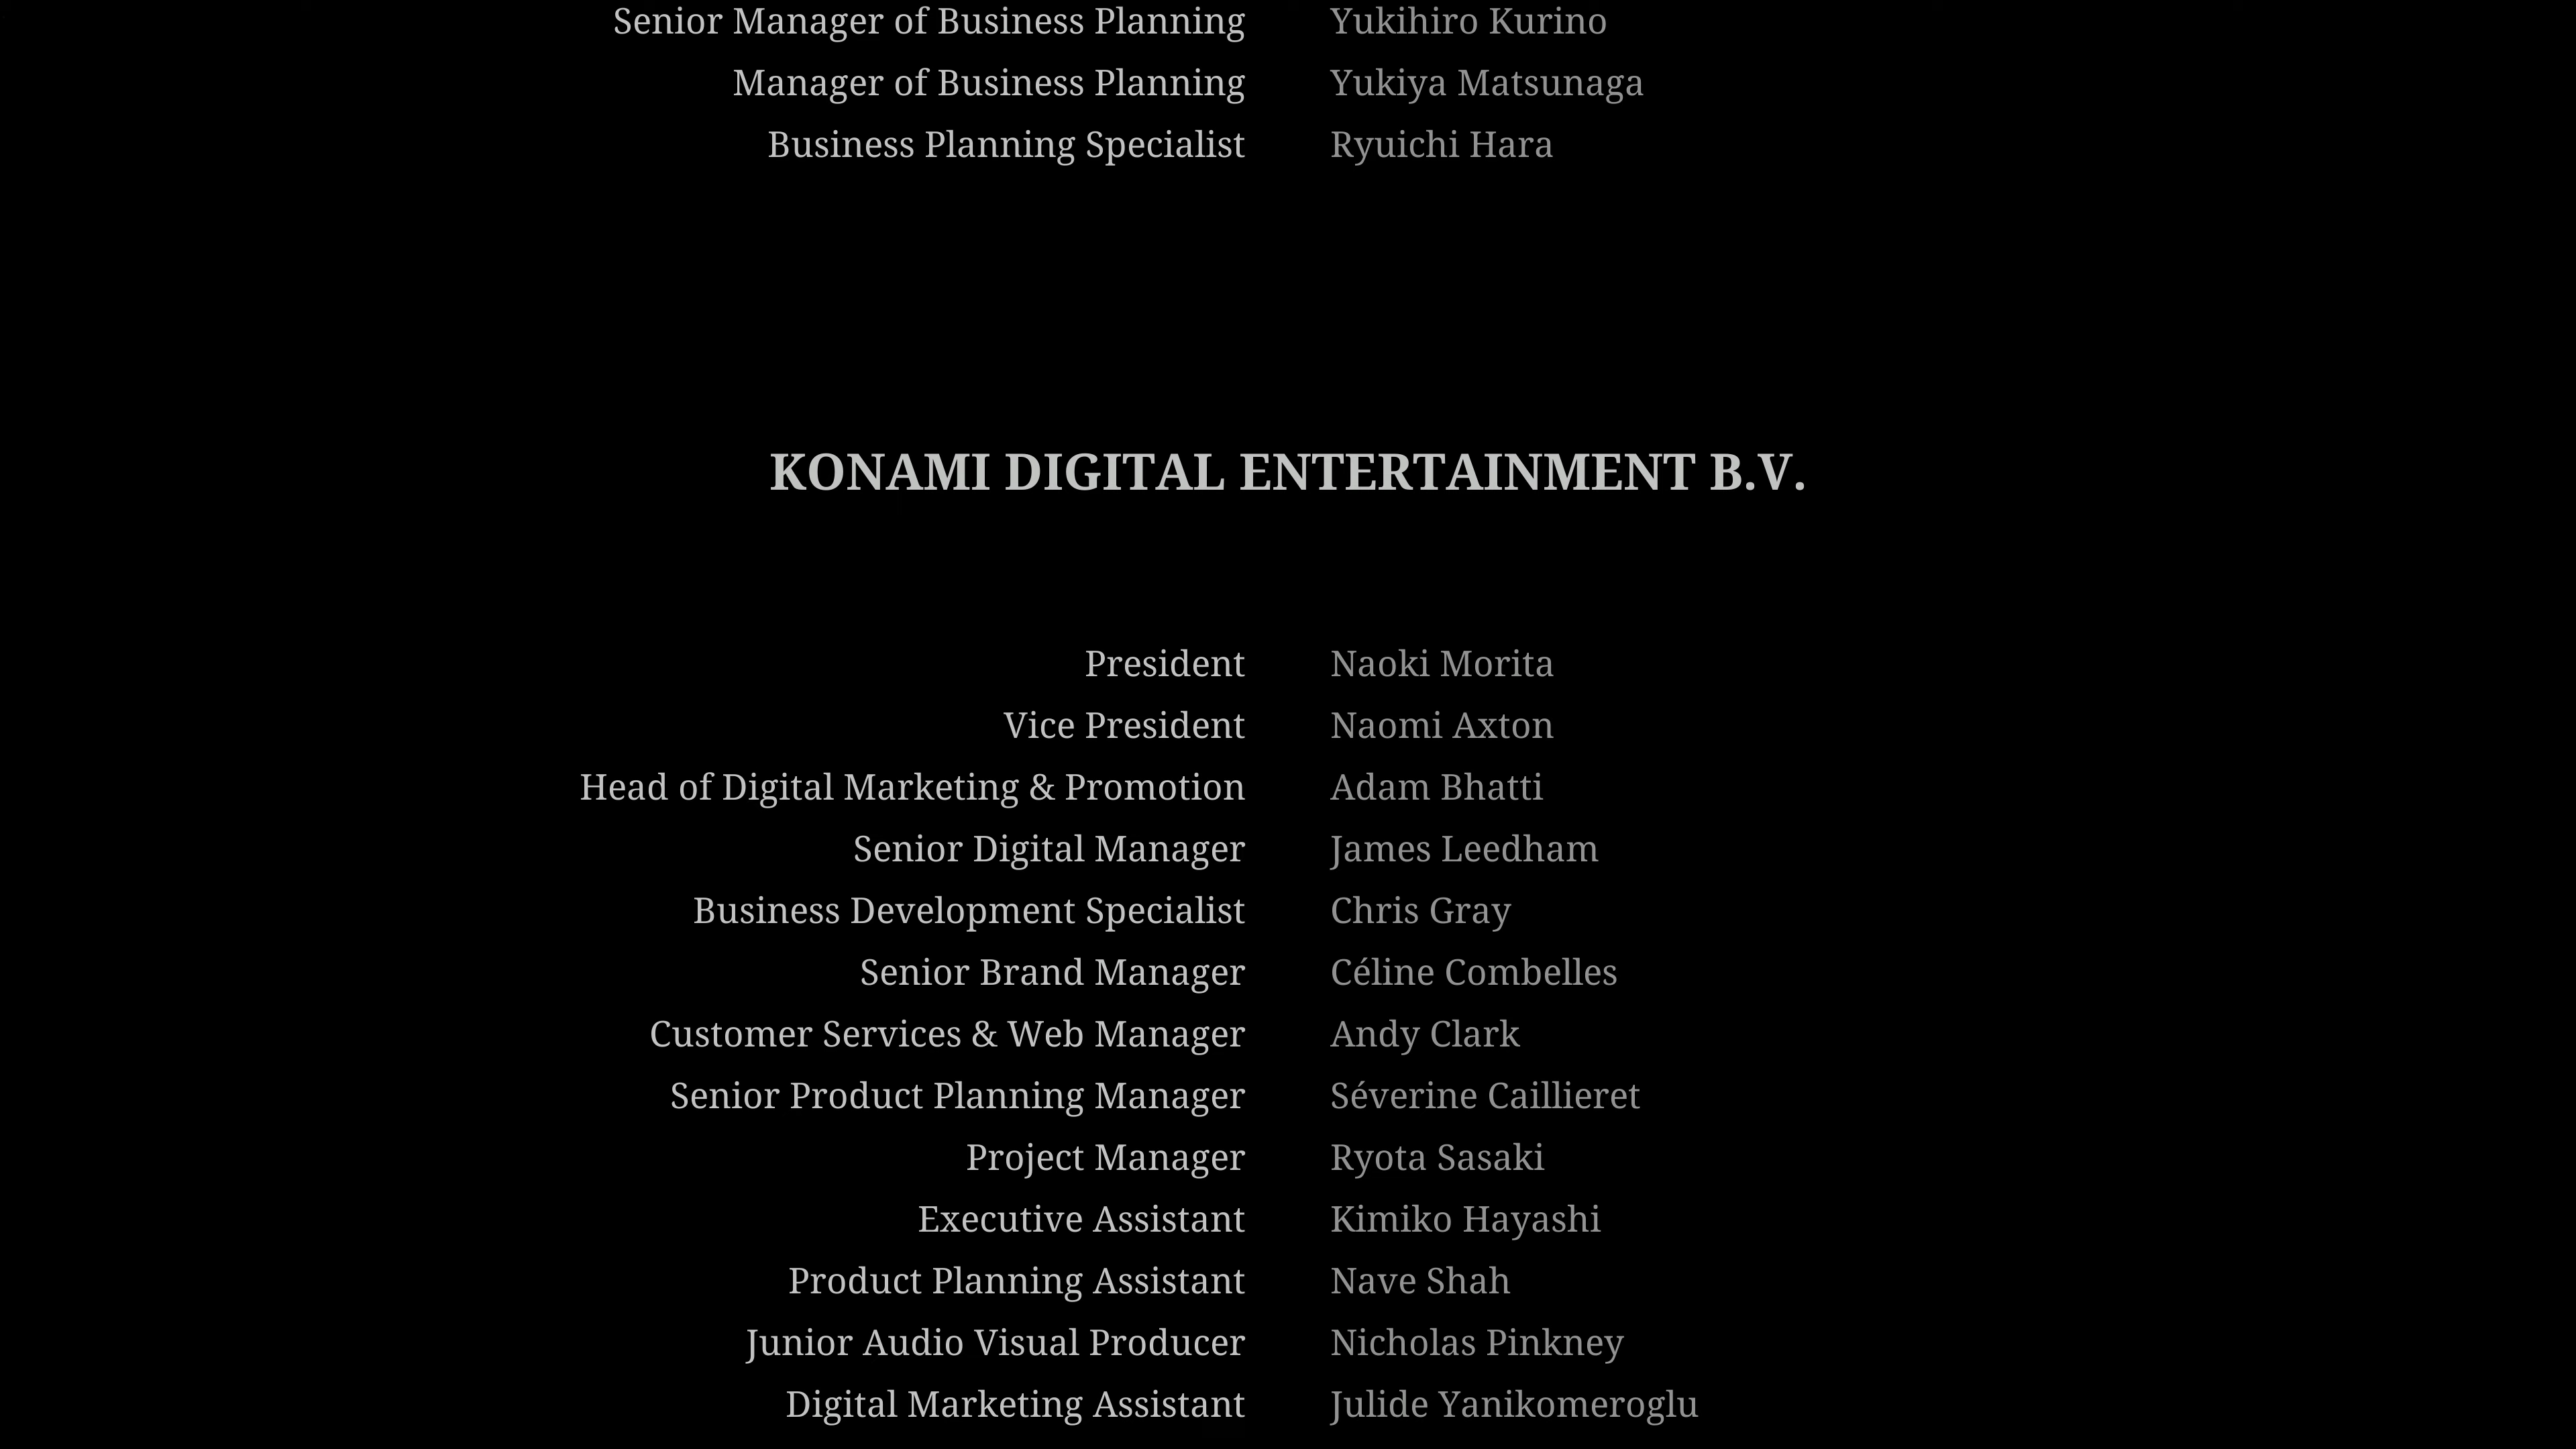 Senior Manager of Business Planning Yukihiro Kurino
Manager of Business Planning Yukiya Matsunaga
Business Planning Specialist Ryuichi Hara
KONAMI DIGITAL ENTERTAINMENT B.V.
President Naoki Morita
Vice President Naomi Axton
Head of Digital Marketing & Promotion Adam Bhatti
Senior Digital Manager James Leedham
Business Development Specialist Chris Gray
Senior Brand Manager Céline Combelles
Customer Services & Web Manager Andy Clark
Senior Product Planning Manager Séverine Caillieret
Project Manager Ryota Sasaki
Executive Assistant Kimiko Hayashi
Product Planning Assistant Nave Shah
Junior Audio Visual Producer Nicholas Pinkney
Digital Marketing Assistant Julide Yanikomeroglu